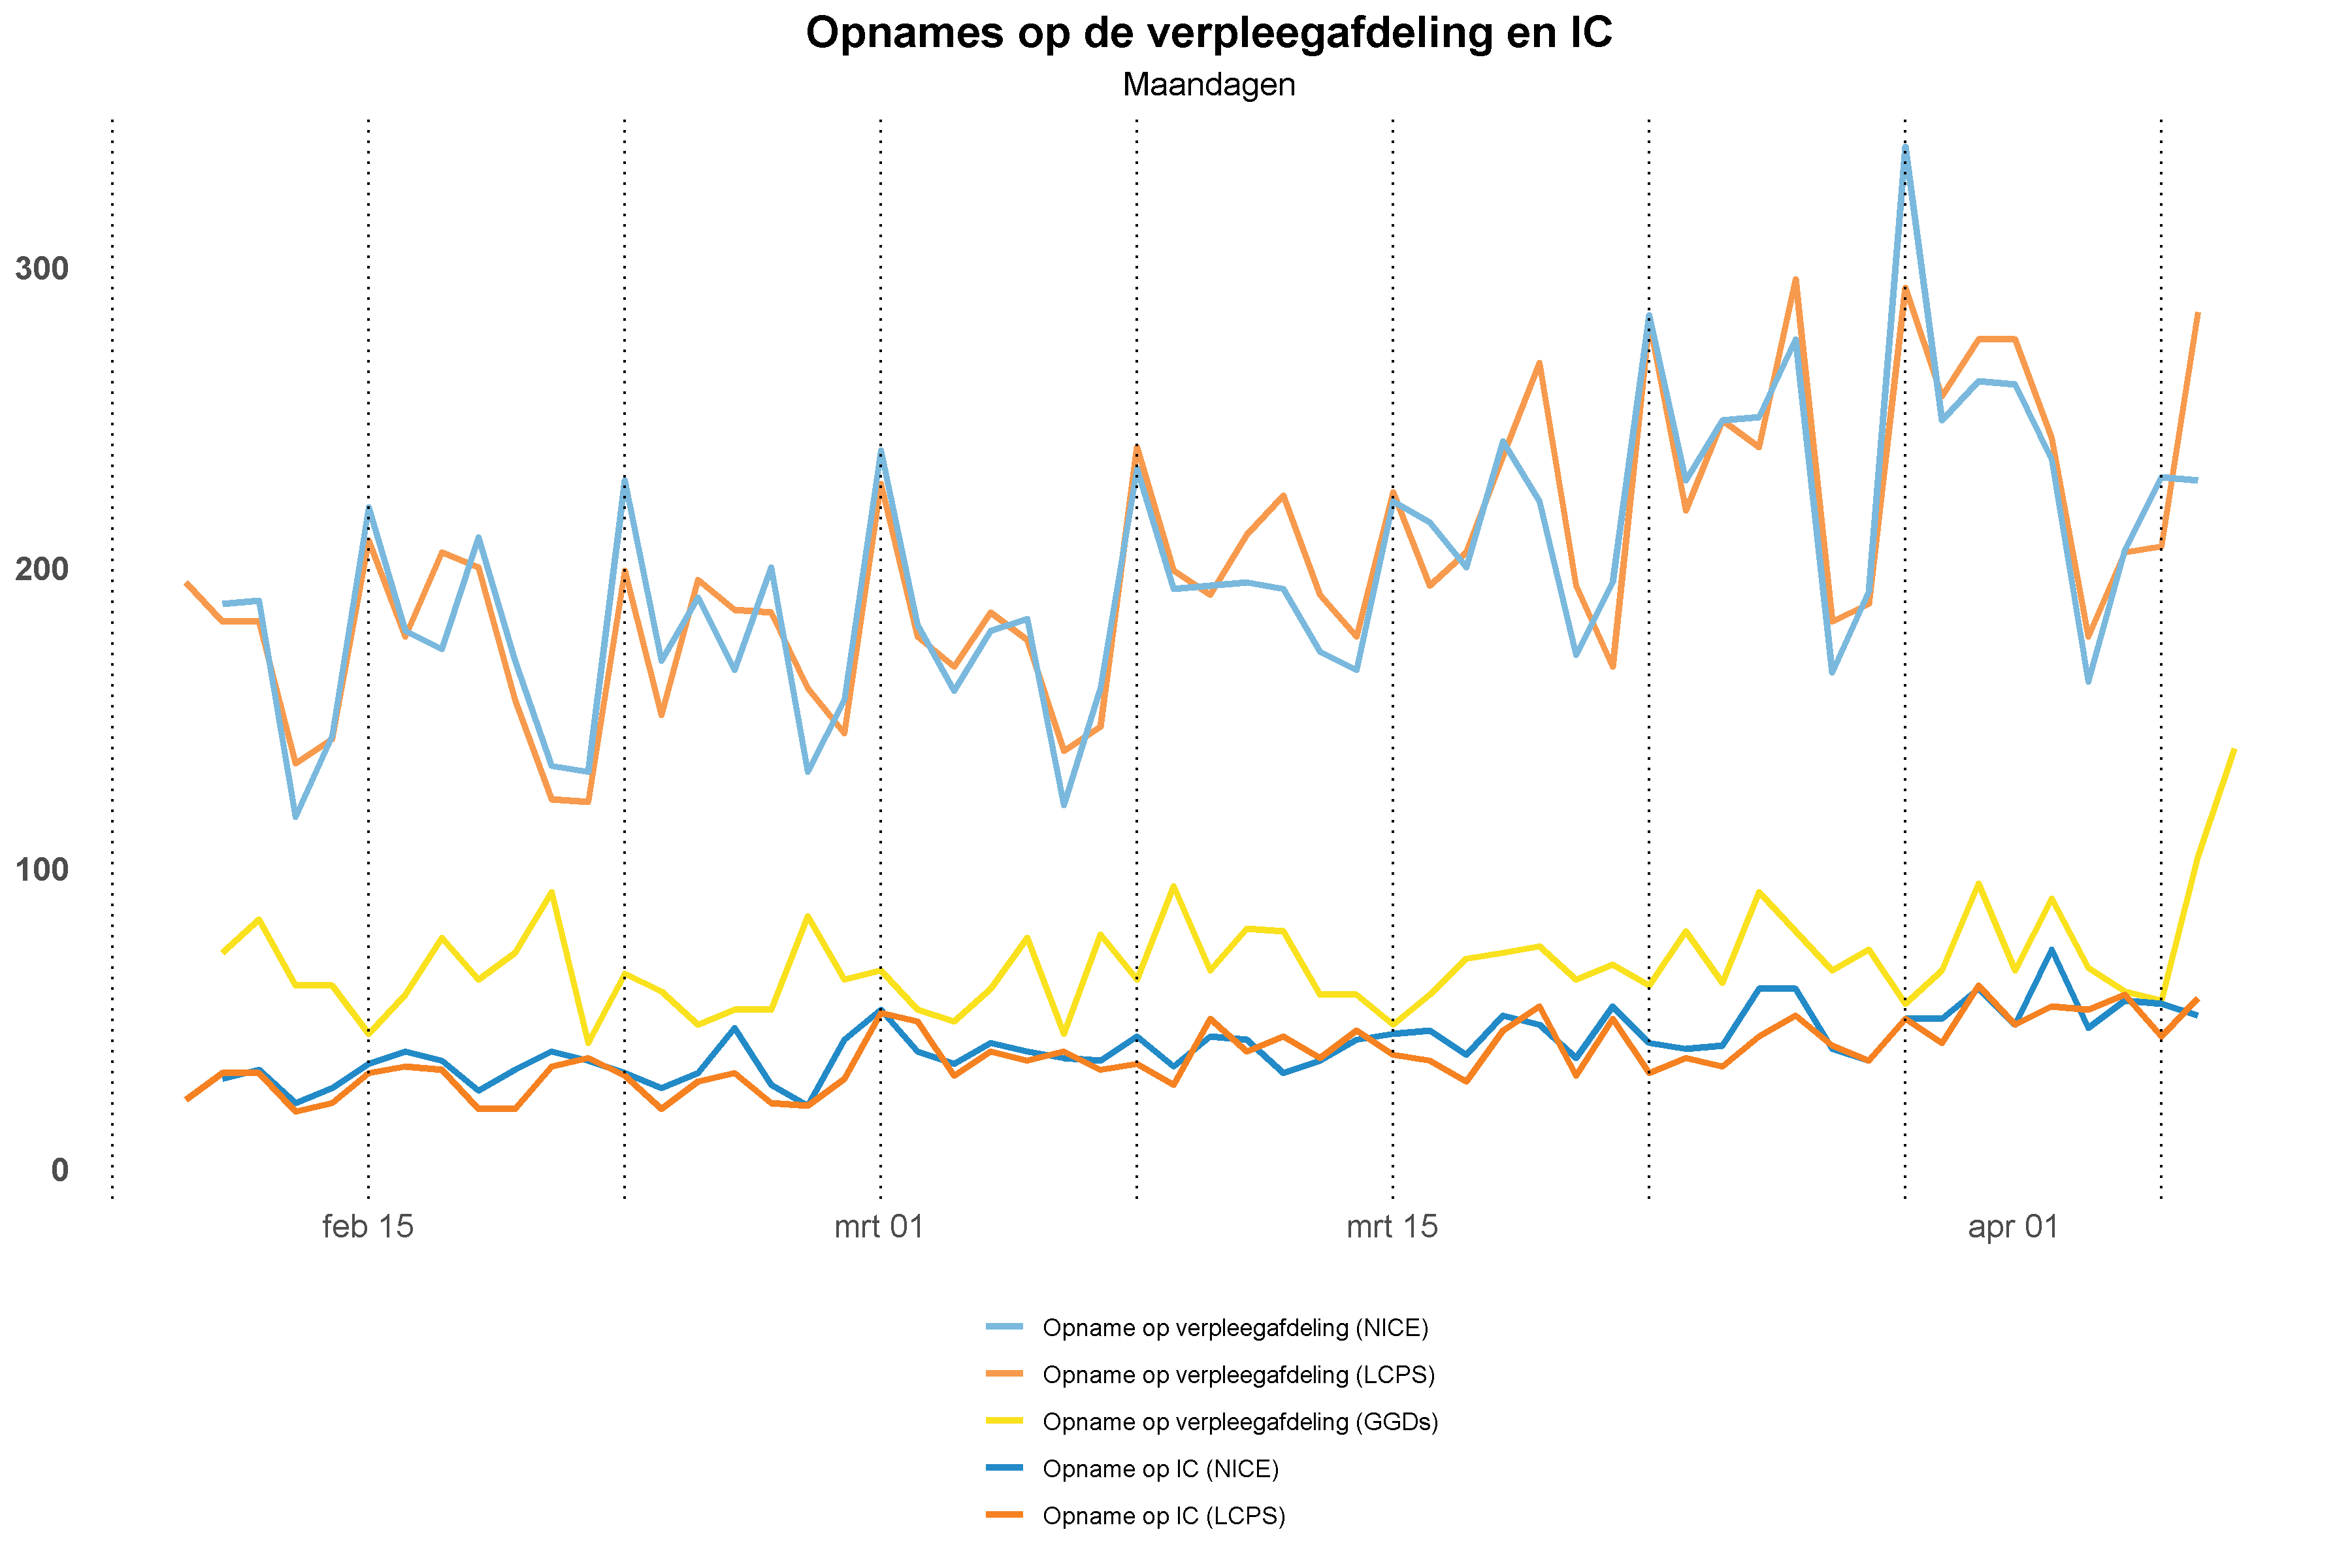 Opnames op de verpleegafdeling en IC
Maandagen
300
200
100
0
feb 15
mrt 01
mrt 15
apr 01
Opname op verpleegafdeling (NICE)
Opname op verpleegafdeling (LCPS)
Opname op verpleegafdeling (GGDs)
Opname op IC (NICE)
Opname op IC (LCPS)